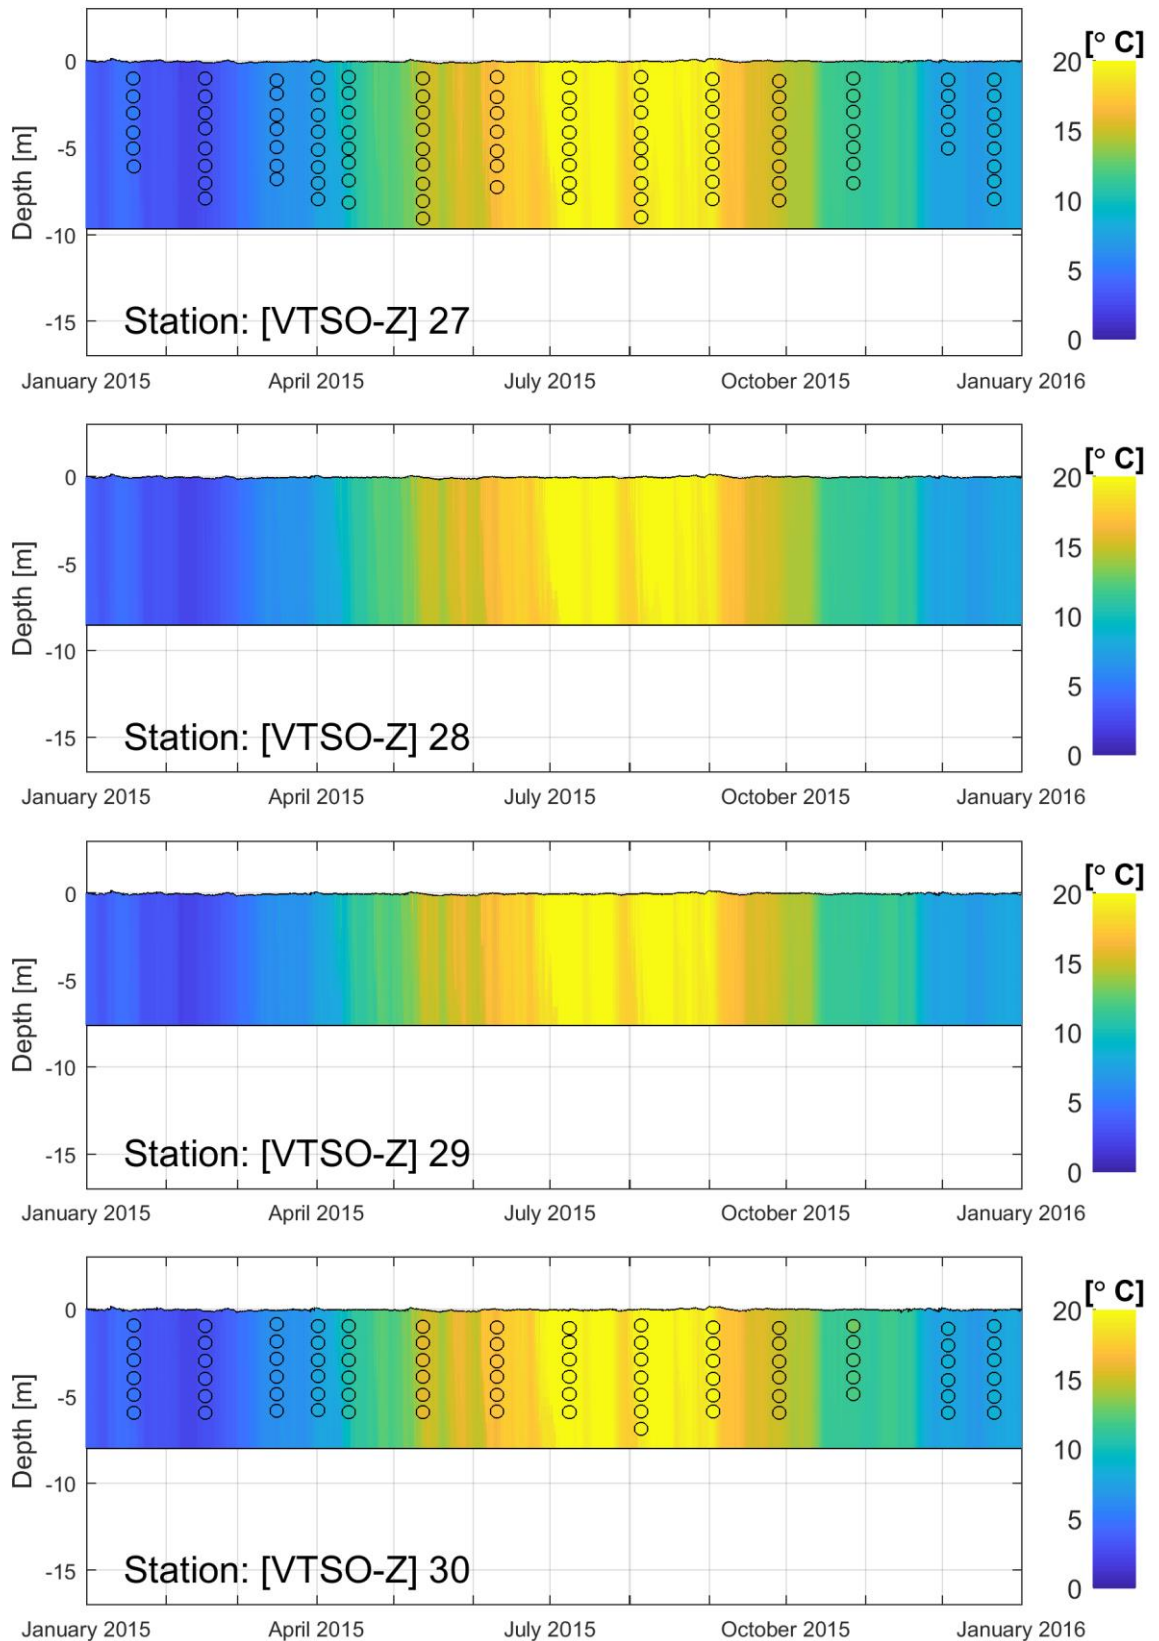 [° C]
0
-5
-10
-15
Depth [m]
20
15
10
5
0
Station: [VTSO-Z] 27
January 2015 April 2015 July 2015 October 2015 January 2016
[° C]
0
-5
-10
-15
Depth [m]
20
15
10
5
0
Station: [VTSO-Z] 28
January 2015 April 2015 July 2015 October 2015 January 2016
[° C]
0
-5
-10
-15
Depth [m]
20
15
10
5
0
Station: [VTSO-Z] 29
January 2015 April 2015 July 2015 October 2015 January 2016
[° C]
0
-5
-10
-15
Depth [m]
20
15
10
5
0
Station: [VTSO-Z] 30
January 2015 April 2015 July 2015 October 2015 January 2016